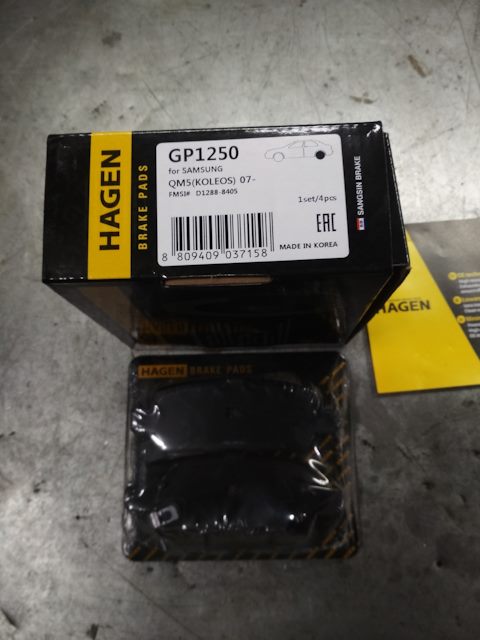 HAGEN
BRAKE PADS
GP1250
for SAMSUNG
QM5(KOLEOS) 07-
FMSI# D1288-8405
1set/4pcs
EAC
8 809409 037158
MADE IN KOREA
SANGSIN BRAKE
HAGEN
HAGEN BRAKE PADS